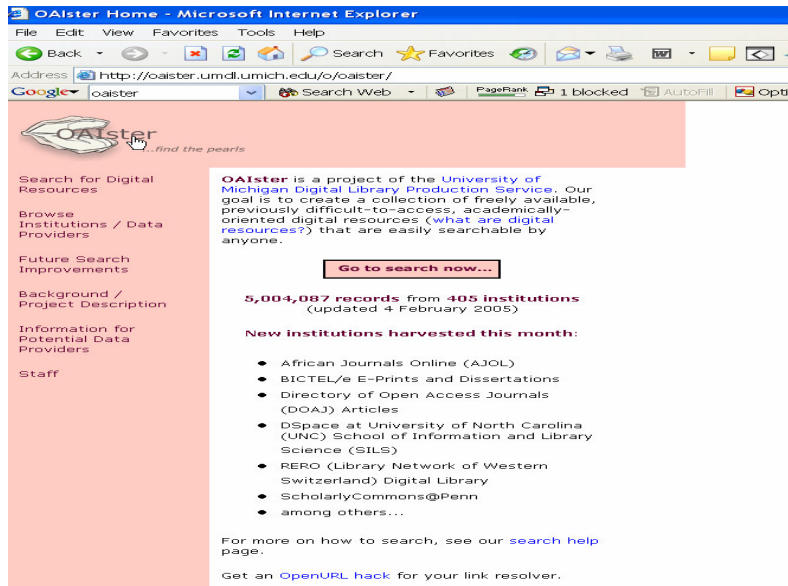 OAIster Home - Microsoft Internet Explorer
File Edit View Favorites Tools Help
Back Search Favorites
Address http://oaister.umdl.umich.edu/o/oaister/
Google oaister Search Web PageRank 1 blocked AutoFill Opti
OAIster
...find the pearls
Search for Digital
Resources
Browse
Institutions / Data
Providers
Future Search
Improvements
Background /
Project Description
Information for
Potential Data
Providers
Staff
OAIster is a project of the University of
Michigan Digital Library Production Service. Our
goal is to create a collection of freely available,
previously difficult-to-access, academically-
oriented digital resources (what are digital
resources?) that are easily searchable by
anyone.
Go to search now...
5,004,087 records from 405 institutions
(updated 4 February 2005)
New institutions harvested this month:
African Journals Online (AJOL)
BICTEL/e E-Prints and Dissertations
Directory of Open Access Journals
(DOAJ) Articles
DSpace at University of North Carolina
(UNC) School of Information and Library
Science (SILS)
RERO (Library Network of Western
Switzerland) Digital Library
ScholarlyCommons@Penn
among others...
For more on how to search, see our search help
page.
Get an OpenURL hack for your link resolver.